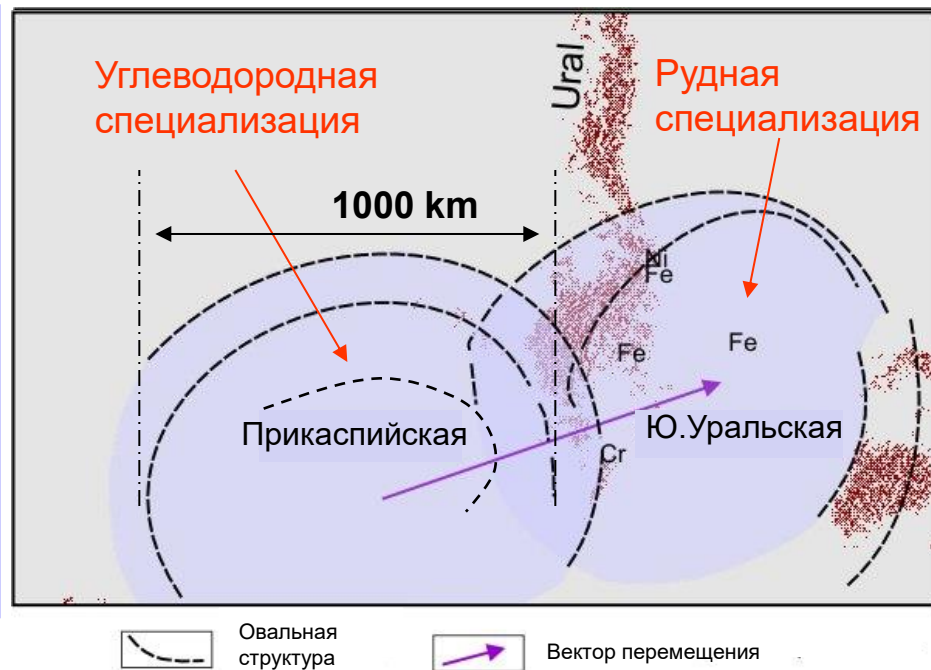 Углеводородная
специализация
Ural
Рудная
специализация
1000 km
Ni
Fe
Fe
Fe
Прикаспийская
Ю.Уральская
Cr
Овальная
структура
Вектор перемещения